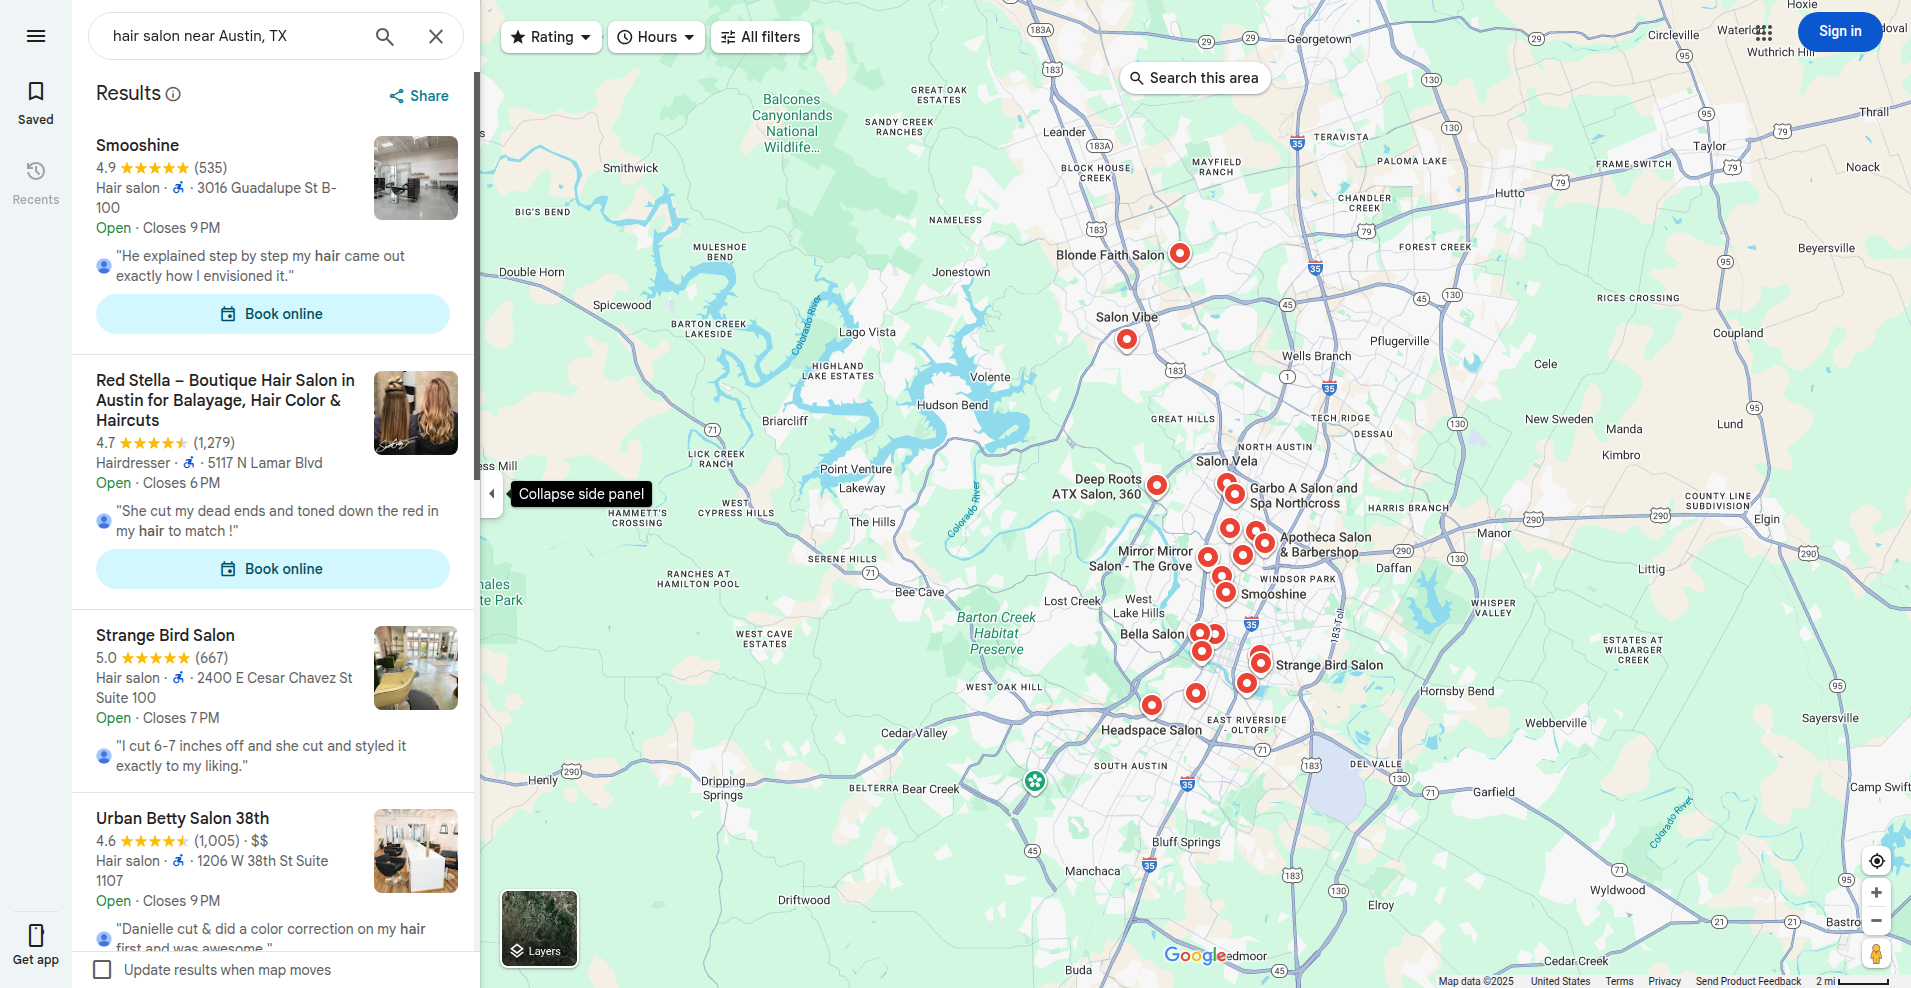 hair salon near Austin, TX
Saved
Recents
Get app
Results
Share
Smooshine
4.9 (535)
Hair salon · · 3016 Guadalupe St B-
100
Open · Closes 9 PM
"He explained step by step my hair came out
exactly how I envisioned it."
Book online
Red Stella – Boutique Hair Salon in
Austin for Balayage, Hair Color &
Haircuts
4.7 (1,279)
Hairdresser · · 5117 N Lamar Blvd
Open · Closes 6 PM
"She cut my dead ends and toned down the red in
my hair to match !"
Book online
Strange Bird Salon
5.0 (667)
Hair salon · · 2400 E Cesar Chavez St
Suite 100
Open · Closes 7 PM
"I cut 6-7 inches off and she cut and styled it
exactly to my liking."
Urban Betty Salon 38th
4.6 (1,005) · $$
Hair salon · · 1206 W 38th St Suite
1107
Open · Closes 9 PM
"Danielle cut & did a color correction on my hair
first and was awesome "
Update results when map moves
Rating
Hours
All filters
Search this area
Sign in
Collapse side panel
Layers
Hoxie
Circleville
Georgetown
Wuthrich Hill
Balcones
Canyonlands
National
Wildlife...
GREAT OAK
ESTATES
SANDY CREEK
RANCHES
Leander
TERAVISTA
Thrall
Taylor
Smithwick
BLOCK HOUSE
CREEK
MAYFIELD
RANCH
PALOMA LAKE
FRAME SWITCH
Noack
Hutto
BIG'S BEND
NAMELESS
CHANDLER
CREEK
MULESHOE
BEND
Blonde Faith Salon
FOREST CREEK
Beyersville
Double Horn
Jonestown
Spicewood
Colorado River
RICES CROSSING
BARTON CREEK
LAKESIDE
Lago Vista
Salon Vibe
Coupland
Pflugerville
Wells Branch
Cele
HIGHLAND
LAKE ESTATES
Volente
Hudson Bend
Briarcliff
GREAT HILLS
TECH RIDGE
DESSAU
New Sweden
Manda
Lund
Kimbro
NORTH AUSTIN
LICK CREEK
RANCH
ess Mill
Point Venture
Salon Vela
Deep Roots
ATX Salon, 360
Garbo A Salon and
Spa Northcross
Lakeway
WEST
CYPRESS HILLS
HAMMETT'S
CROSSING
Colorado River
HARRIS BRANCH
COUNTY LINE
SUBDIVISION
Elgin
The Hills
Manor
Apotheca Salon
& Barbershop
Mirror Mirror
Salon - The Grove
SERENE HILLS
RANCHES AT
HAMILTON POOL
Daffan
Littig
nales
te Park
Bee Cave
WINDSOR PARK
Smooshine
Lost Creek
West
Lake Hills
WHISPER
VALLEY
Barton Creek
Habitat
Preserve
WEST CAVE
ESTATES
Bella Salon
183-Toll
ESTATES AT
WILBARGER
CREEK
Strange Bird Salon
WEST OAK HILL
Hornsby Bend
EAST RIVERSIDE
- OLTORF
Webberville
Sayersville
Cedar Valley
Headspace Salon
SOUTH AUSTIN
DEL VALLE
Henly
Dripping
Springs
BELTERRA
Bear Creek
Garfield
Camp Swift
Colorado River
Bluff Springs
Manchaca
Wyldwood
Driftwood
Elroy
Bastro
Google
edmoor
Buda
Cedar Creek
Map data ©2025 United States Terms Privacy Send Product Feedback 2 mi